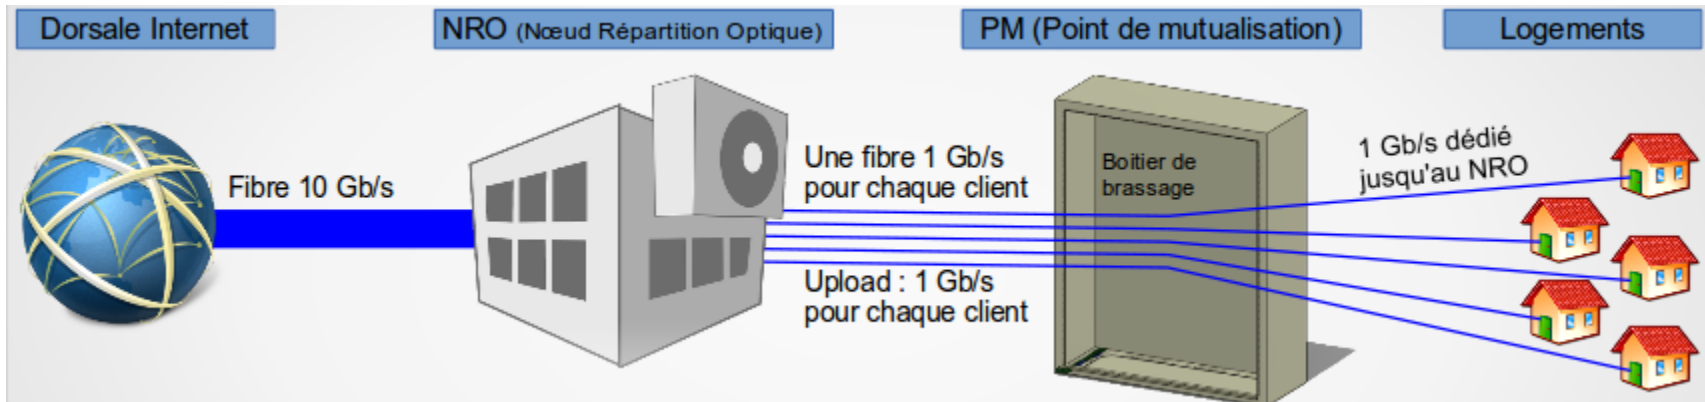 Dorsale Internet
NRO (Nœud Répartition Optique)
PM (Point de mutualisation)
Logements
Fibre 10 Gb/s
Une fibre 1 Gb/s
pour chaque client
Upload : 1 Gb/s
pour chaque client
Boitier de
brassage
1 Gb/s dédié
jusqu'au NRO